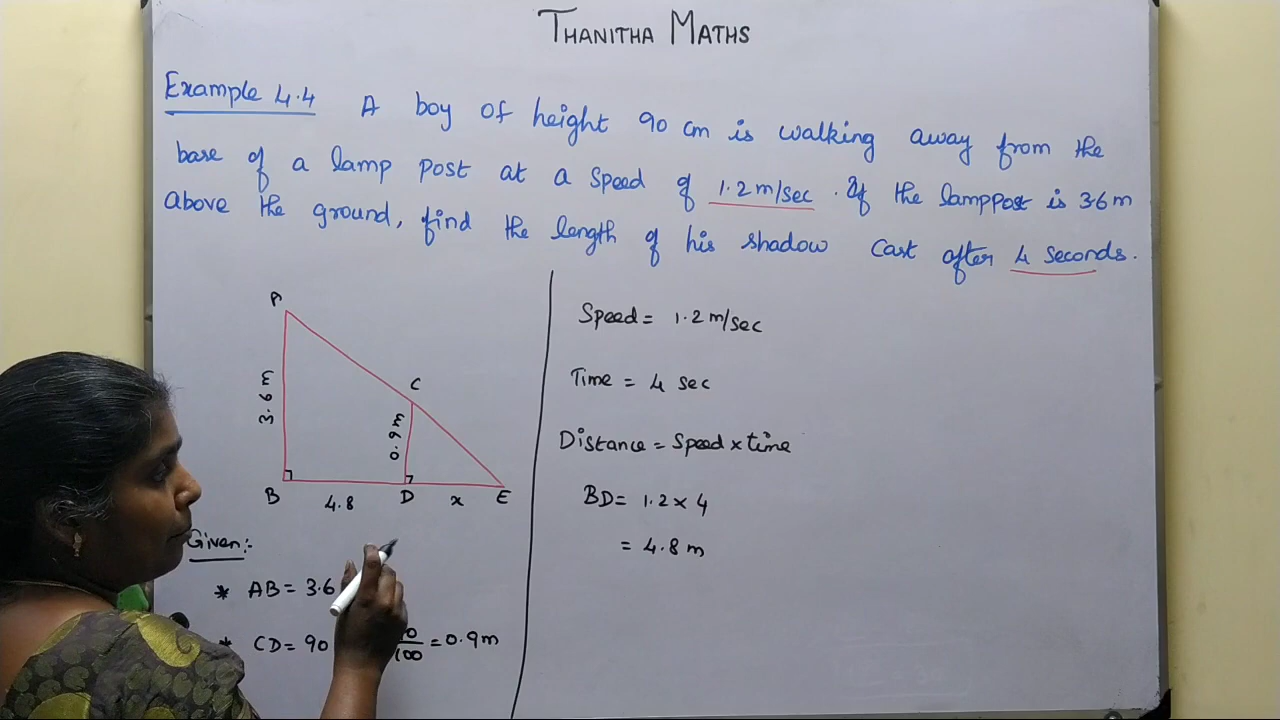 THANITHA MATHS
Example 4.4 A boy of height 90 cm is walking away from the
base of a lamp post at a speed of 1.2 m/sec. If the lamppost is 3.6 m
above the ground, find the length of his shadow cast after 4 seconds.
A
3.6 m
C
0.9 m
B
4.8
D
x
E
Given:-
* AB = 3.6
* CD = 90
100
= 0.9 m
Speed = 1.2 m/sec
Time = 4 sec
Distance = Speed × time
BD = 1.2 × 4
= 4.8 m